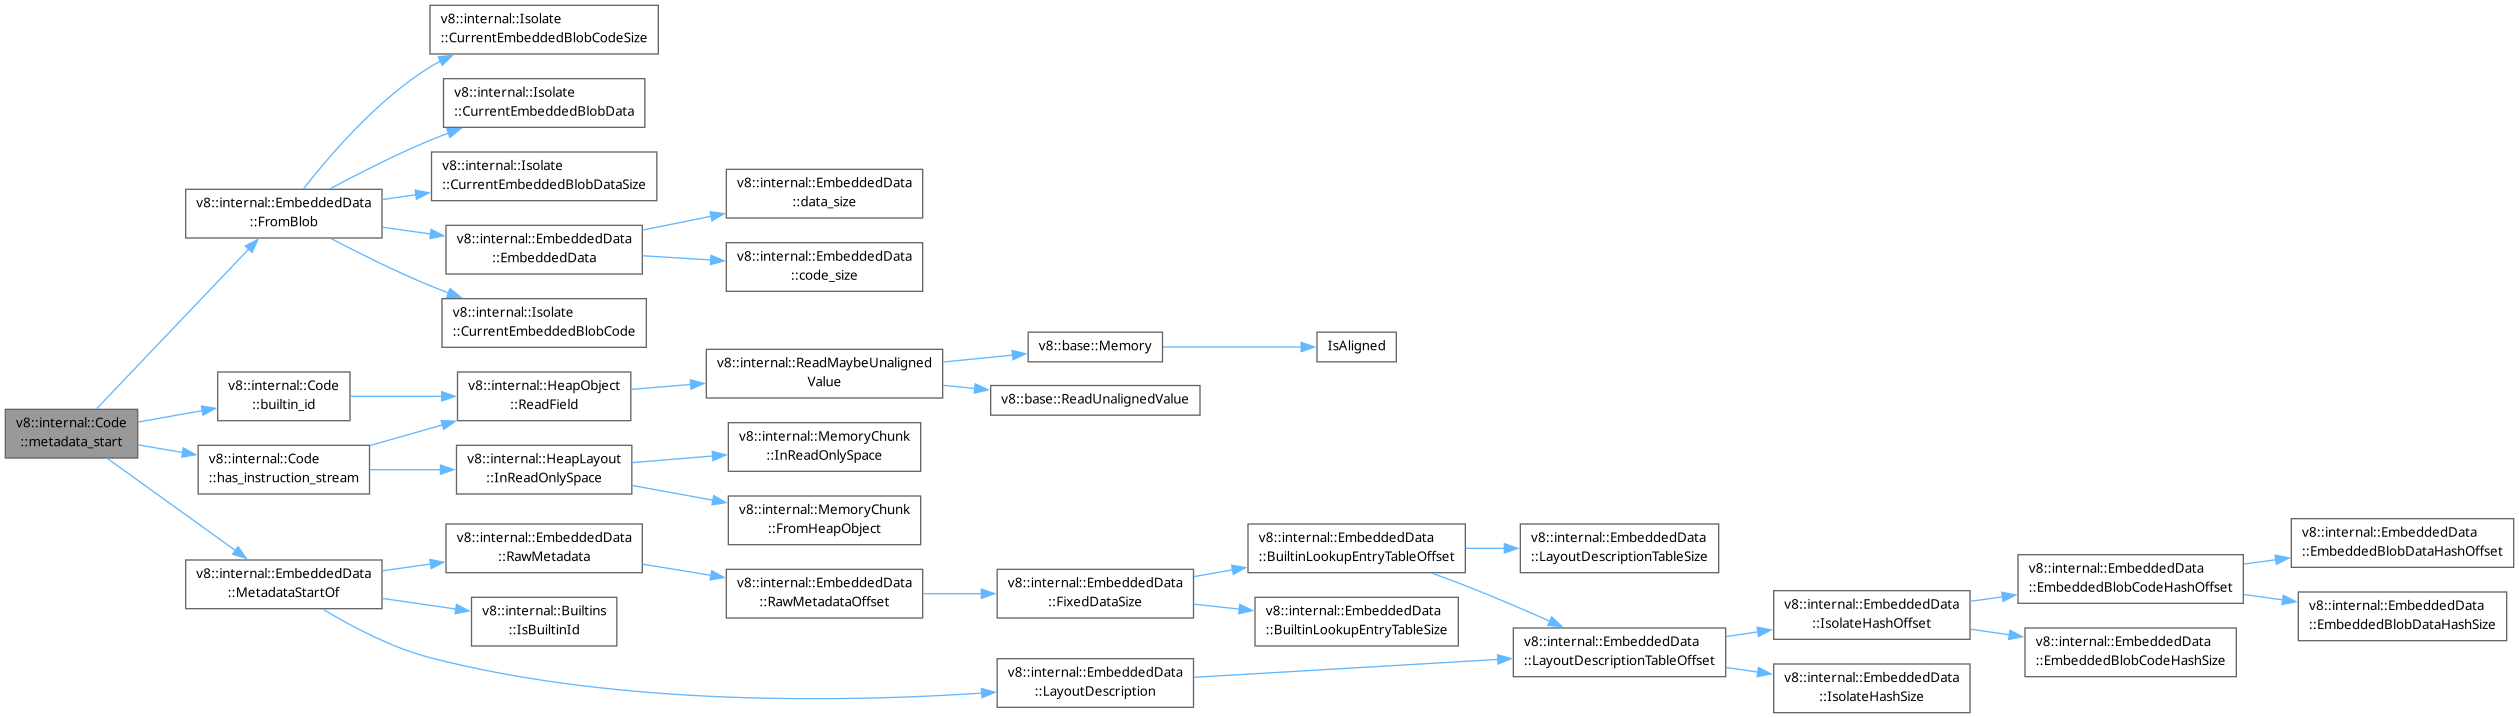 v8::internal::Isolate
::CurrentEmbeddedBlobCodeSize
v8::internal::Isolate
::CurrentEmbeddedBlobData
v8::internal::Isolate
::CurrentEmbeddedBlobDataSize
v8::internal::EmbeddedData
::data_size
v8::internal::EmbeddedData
::FromBlob
v8::internal::EmbeddedData
::EmbeddedData
v8::internal::EmbeddedData
::code_size
v8::internal::Isolate
::CurrentEmbeddedBlobCode
v8::base::Memory
IsAligned
v8::internal::ReadMaybeUnaligned
Value
v8::internal::Code
::builtin_id
v8::internal::HeapObject
::ReadField
v8::base::ReadUnalignedValue
v8::internal::Code
::metadata_start
v8::internal::Code
::has_instruction_stream
v8::internal::HeapLayout
::InReadOnlySpace
v8::internal::MemoryChunk
::InReadOnlySpace
v8::internal::MemoryChunk
::FromHeapObject
v8::internal::EmbeddedData
::RawMetadata
v8::internal::EmbeddedData
::BuiltinLookupEntryTableOffset
v8::internal::EmbeddedData
::LayoutDescriptionTableSize
v8::internal::EmbeddedData
::EmbeddedBlobDataHashOffset
v8::internal::EmbeddedData
::MetadataStartOf
v8::internal::EmbeddedData
::RawMetadataOffset
v8::internal::EmbeddedData
::FixedDataSize
v8::internal::EmbeddedData
::EmbeddedBlobCodeHashOffset
v8::internal::Builtins
::IsBuiltinId
v8::internal::EmbeddedData
::BuiltinLookupEntryTableSize
v8::internal::EmbeddedData
::IsolateHashOffset
v8::internal::EmbeddedData
::EmbeddedBlobDataHashSize
v8::internal::EmbeddedData
::LayoutDescription
v8::internal::EmbeddedData
::LayoutDescriptionTableOffset
v8::internal::EmbeddedData
::EmbeddedBlobCodeHashSize
v8::internal::EmbeddedData
::IsolateHashSize